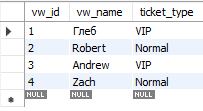 vw_id vw_name ticket_type
1 Глеб VIP
2 Robert Normal
3 Andrew VIP
4 Zach Normal
NULL NULL NULL